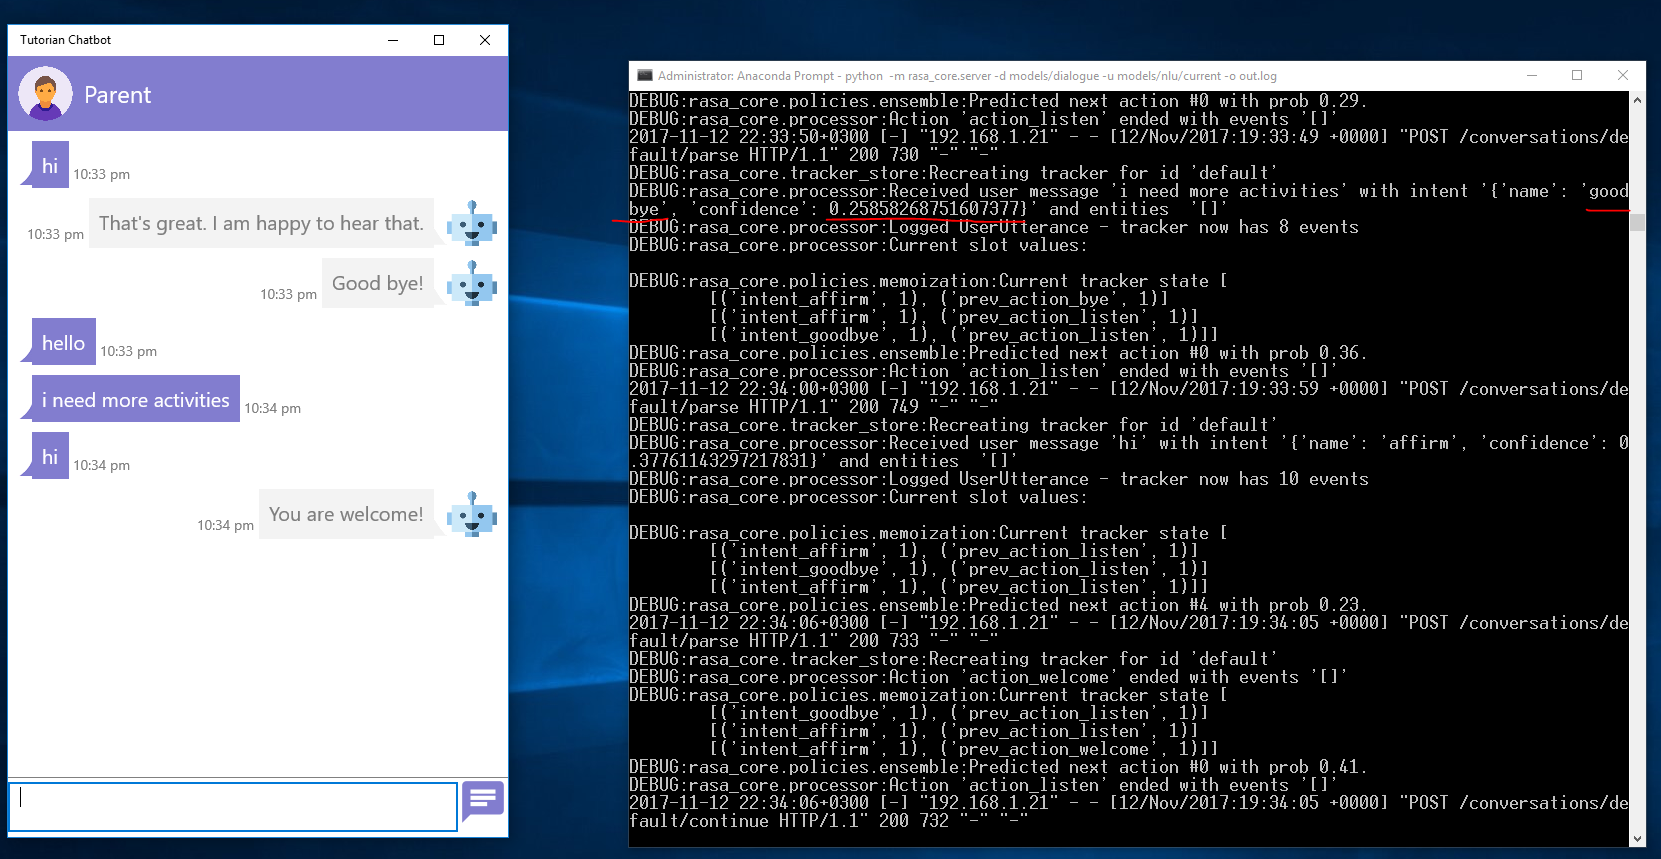 Tutorian Chatbot
Parent
hi
10:33 pm
That's great. I am happy to hear that.
10:33 pm
Good bye!
10:33 pm
hello
10:33 pm
i need more activities
10:34 pm
hi
10:34 pm
You are welcome!
10:34 pm
Administrator: Anaconda Prompt - python  -m rasa_core.server -d models/dialogue -u models/nlu/current -o out.log
DEBUG:rasa_core.policies.ensemble:Predicted next action #0 with prob 0.29.
DEBUG:rasa_core.processor:Action 'action_listen' ended with events '[]'
2017-11-12 22:33:50+0300 [-] "192.168.1.21" - - [12/Nov/2017:19:33:49 +0000] "POST /conversations/de
fault/parse HTTP/1.1" 200 730 "-" "-"
DEBUG:rasa_core.tracker_store:Recreating tracker for id 'default'
DEBUG:rasa_core.processor:Received user message 'i need more activities' with intent '{'name': 'good
bye', 'confidence': 0.25858268751607377}' and entities  '[]'
DEBUG:rasa_core.processor:Logged UserUtterance - tracker now has 8 events
DEBUG:rasa_core.processor:Current slot values:
DEBUG:rasa_core.policies.memoization:Current tracker state [
[('intent_affirm', 1), ('prev_action_bye', 1)]
[('intent_affirm', 1), ('prev_action_listen', 1)]
[('intent_goodbye', 1), ('prev_action_listen', 1)]]
DEBUG:rasa_core.policies.ensemble:Predicted next action #0 with prob 0.36.
DEBUG:rasa_core.processor:Action 'action_listen' ended with events '[]'
2017-11-12 22:34:00+0300 [-] "192.168.1.21" - - [12/Nov/2017:19:33:59 +0000] "POST /conversations/de
fault/parse HTTP/1.1" 200 749 "-" "-"
DEBUG:rasa_core.tracker_store:Recreating tracker for id 'default'
DEBUG:rasa_core.processor:Received user message 'hi' with intent '{'name': 'affirm', 'confidence': 0
.37761143297217831}' and entities  '[]'
DEBUG:rasa_core.processor:Logged UserUtterance - tracker now has 10 events
DEBUG:rasa_core.processor:Current slot values:
DEBUG:rasa_core.policies.memoization:Current tracker state [
[('intent_affirm', 1), ('prev_action_listen', 1)]
[('intent_goodbye', 1), ('prev_action_listen', 1)]
[('intent_affirm', 1), ('prev_action_listen', 1)]]
DEBUG:rasa_core.policies.ensemble:Predicted next action #4 with prob 0.23.
2017-11-12 22:34:06+0300 [-] "192.168.1.21" - - [12/Nov/2017:19:34:05 +0000] "POST /conversations/de
fault/parse HTTP/1.1" 200 733 "-" "-"
DEBUG:rasa_core.tracker_store:Recreating tracker for id 'default'
DEBUG:rasa_core.processor:Action 'action_welcome' ended with events '[]'
DEBUG:rasa_core.policies.memoization:Current tracker state [
[('intent_goodbye', 1), ('prev_action_listen', 1)]
[('intent_affirm', 1), ('prev_action_listen', 1)]
[('intent_affirm', 1), ('prev_action_welcome', 1)]]
DEBUG:rasa_core.policies.ensemble:Predicted next action #0 with prob 0.41.
DEBUG:rasa_core.processor:Action 'action_listen' ended with events '[]'
2017-11-12 22:34:06+0300 [-] "192.168.1.21" - - [12/Nov/2017:19:34:05 +0000] "POST /conversations/de
fault/continue HTTP/1.1" 200 732 "-" "-"